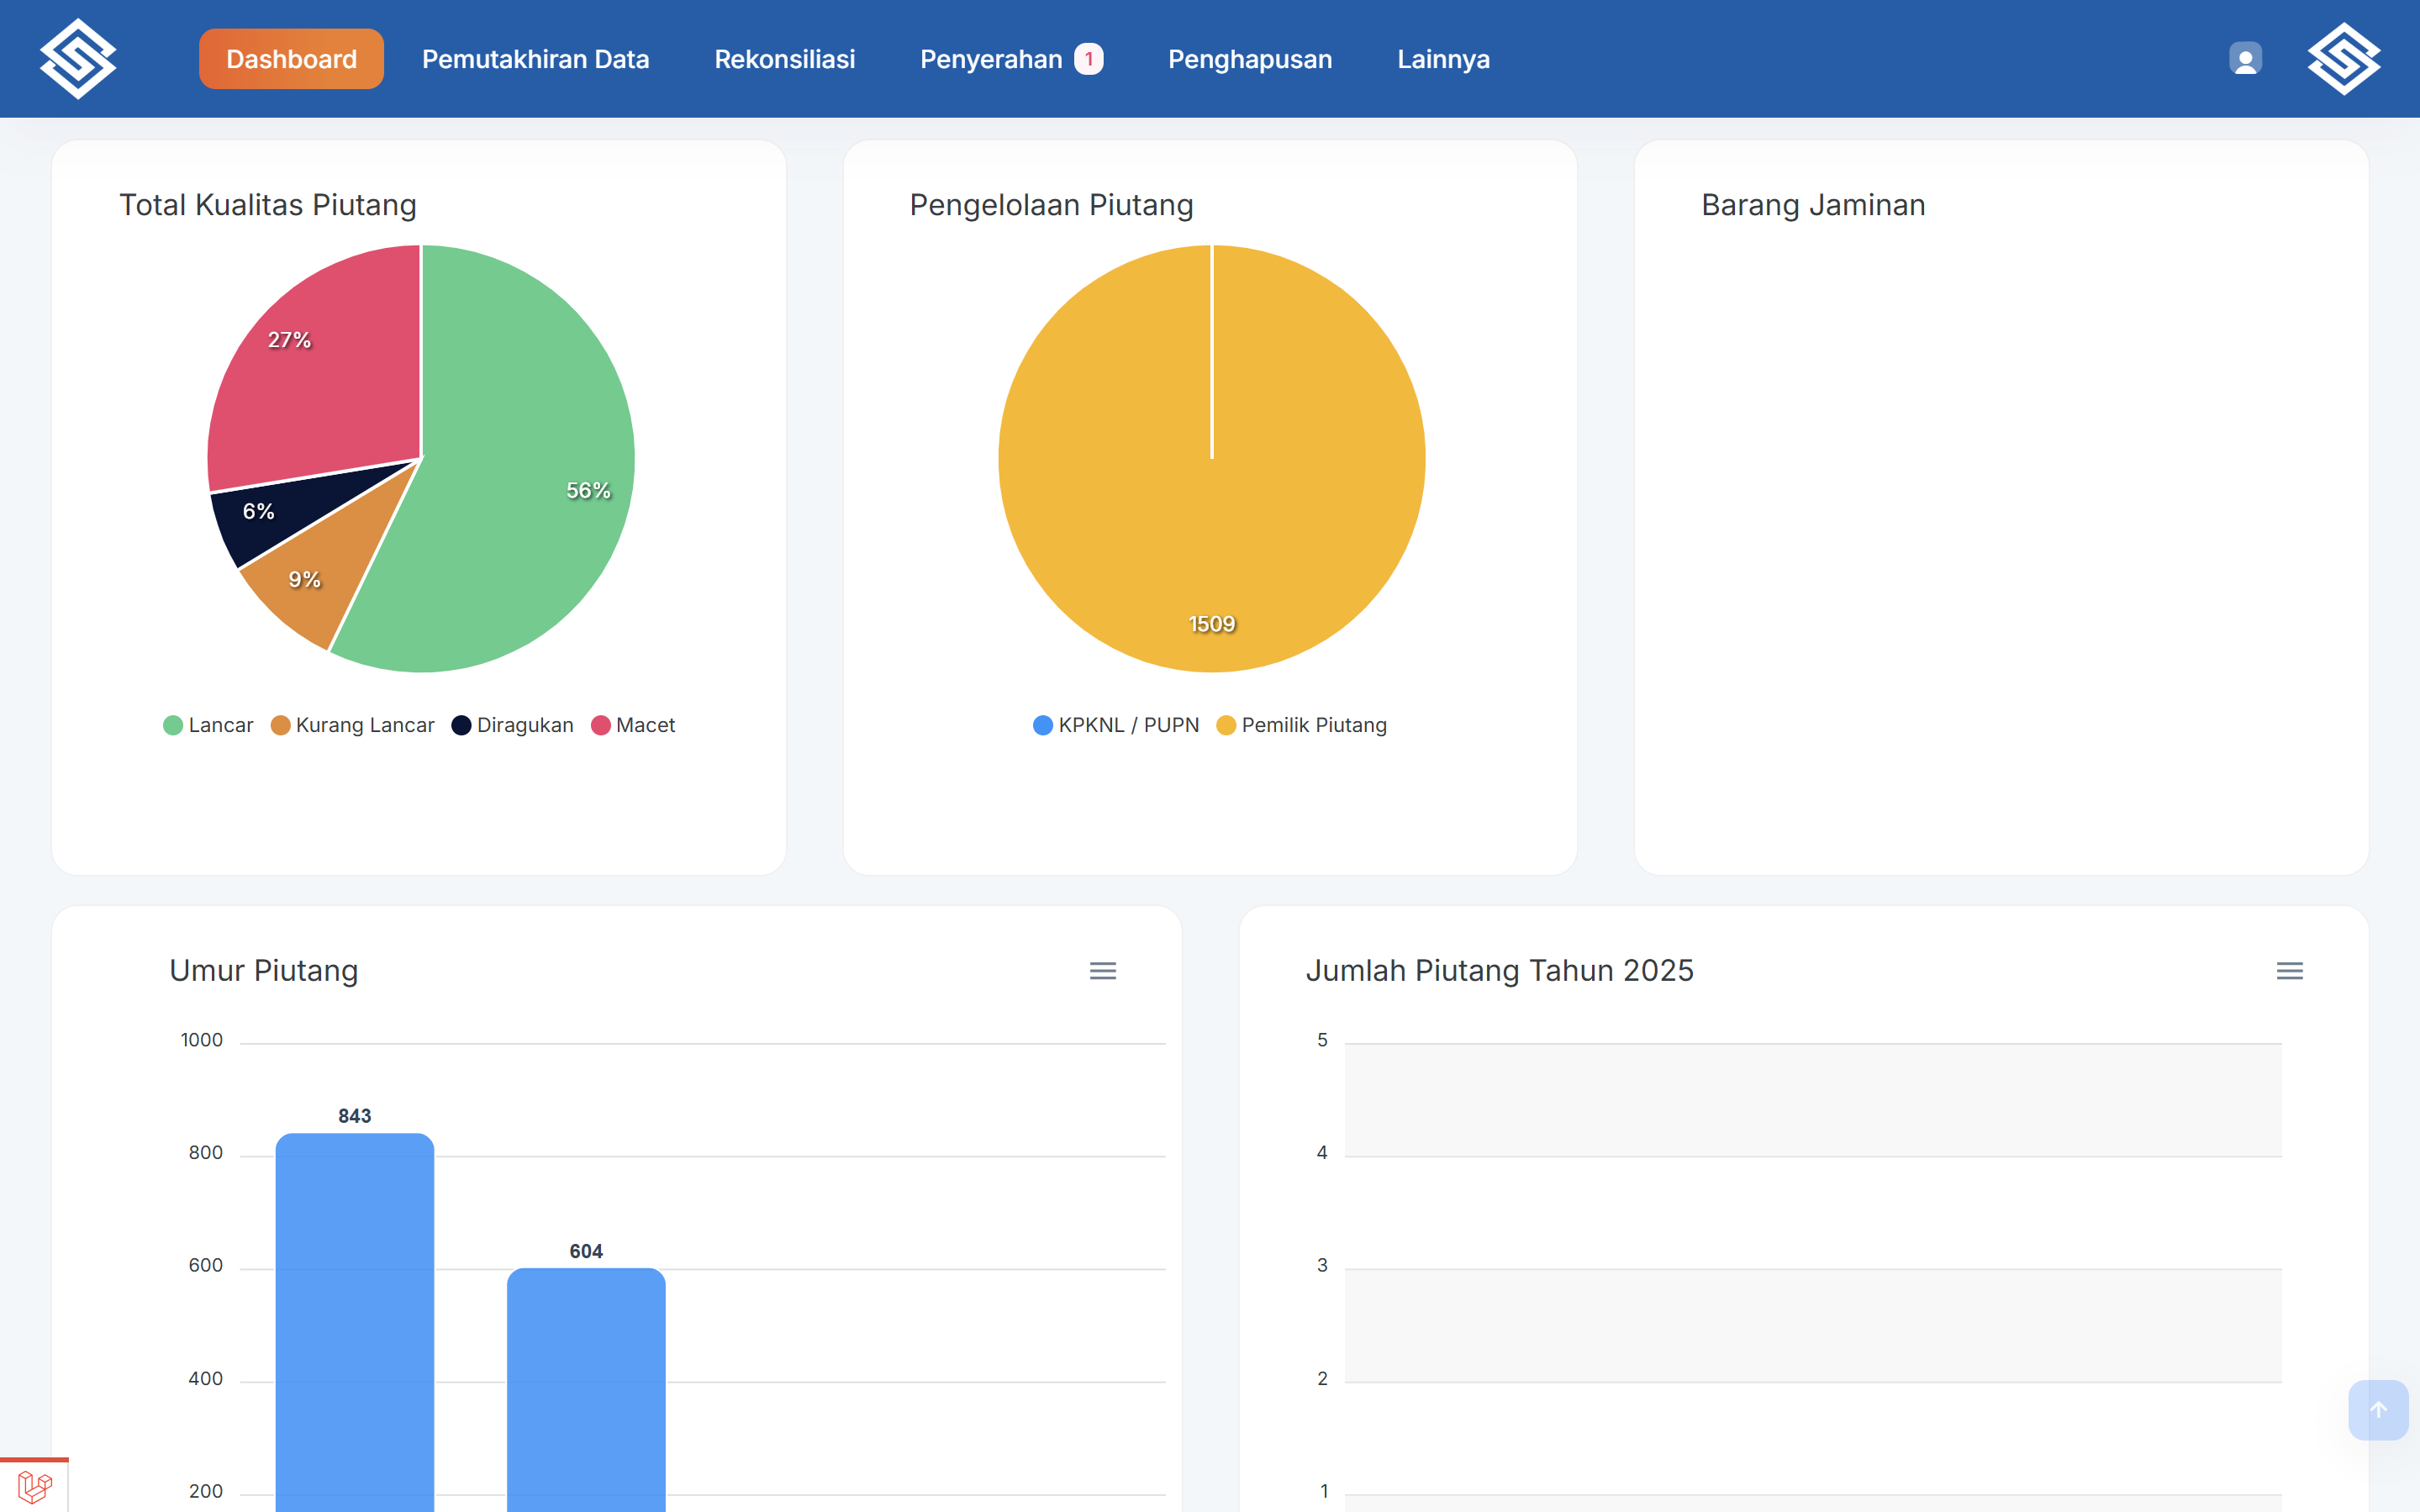 Dashboard
Pemutakhiran Data
Rekonsiliasi
Penyerahan 1
Penghapusan
Lainnya
Total Kualitas Piutang
27%
56%
6%
9%
Lancar Kurang Lancar Diragukan Macet
Pengelolaan Piutang
1509
KPKNL / PUPN Pemilik Piutang
Barang Jaminan
Umur Piutang
1000
843
800
604
600
400
200
Jumlah Piutang Tahun 2025
5
4
3
2
1